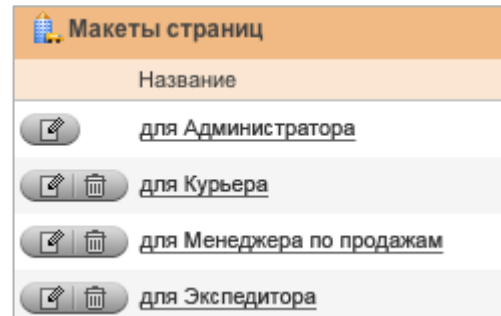 Макеты страниц
Название
для Администратора
для Курьера
для Менеджера по продажам
для Экспедитора